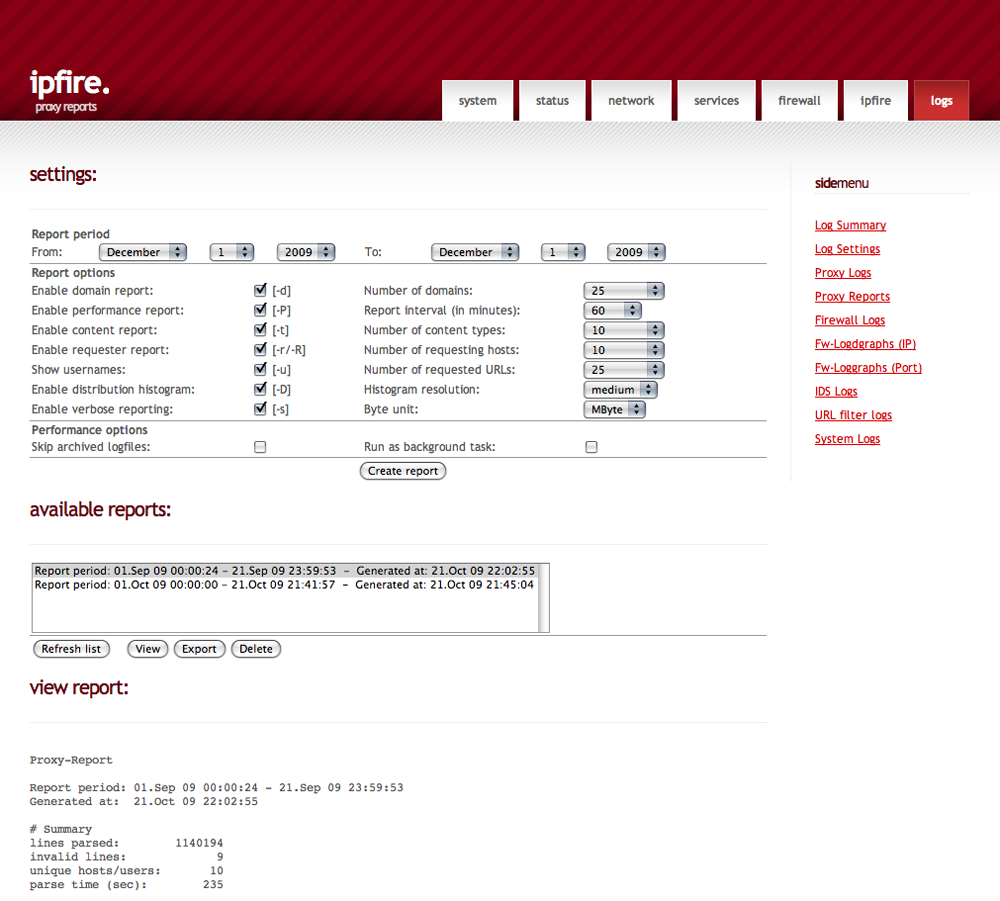 ipfire.
proxy reports
system status network services firewall ipfire logs
settings:
Report period
From: December 1 2009 To: December 1 2009
Report options
Enable domain report: [-d] Number of domains: 25
Enable performance report: [-P] Report interval (in minutes): 60
Enable content report: [-t] Number of content types: 10
Enable requester report: [-r/-R] Number of requesting hosts: 10
Show usernames: [-u] Number of requested URLs: 25
Enable distribution histogram: [-D] Histogram resolution: medium
Enable verbose reporting: [-s] Byte unit: MByte
Performance options
Skip archived logfiles: Run as background task:
Create report
sidemenu
Log Summary
Log Settings
Proxy Logs
Proxy Reports
Firewall Logs
Fw-Logdgraphs (IP)
Fw-Loggraphs (Port)
IDS Logs
URL filter logs
System Logs
available reports:
Report period: 01.Sep 09 00:00:24 - 21.Sep 09 23:59:53 - Generated at: 21.Oct 09 22:02:55
Report period: 01.Oct 09 00:00:00 - 21.Oct 09 21:41:57 - Generated at: 21.Oct 09 21:45:04
Refresh list View Export Delete
view report:
Proxy-Report
Report period: 01.Sep 09 00:00:24 - 21.Sep 09 23:59:53
Generated at: 21.Oct 09 22:02:55
# Summary
lines parsed: 1140194
invalid lines: 9
unique hosts/users: 10
parse time (sec): 235